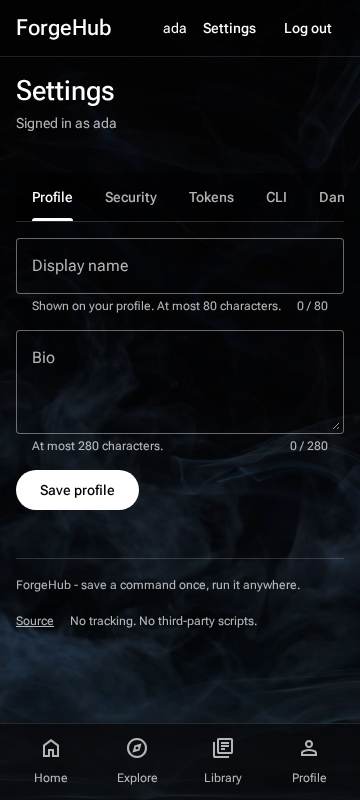 ForgeHub ada Settings Log out
Settings
Signed in as ada
Profile Security Tokens CLI Dan
Display name
Shown on your profile. At most 80 characters. 0 / 80
Bio
At most 280 characters. 0 / 280
Save profile
ForgeHub - save a command once, run it anywhere.
Source No tracking. No third-party scripts.
Home Explore Library Profile